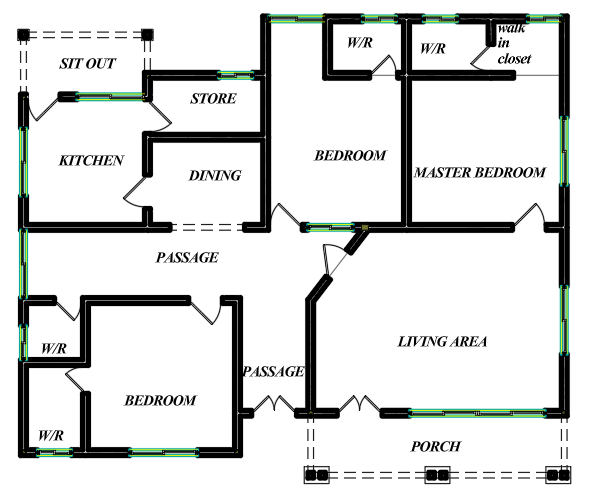 W/R
W/R
walk
in
closet
SIT OUT
STORE
KITCHEN
DINING
BEDROOM
MASTER BEDROOM
PASSAGE
W/R
LIVING AREA
PASSAGE
BEDROOM
W/R
PORCH